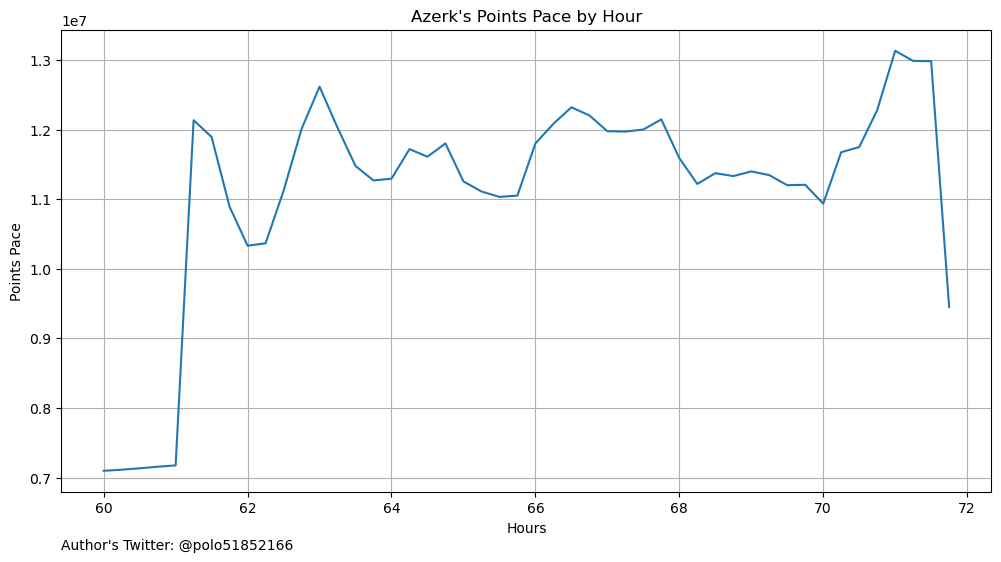 Azerk's Points Pace by Hour
1e7
1.3
1.2
1.1
1.0
0.9
0.8
0.7
Points Pace
60 62 64 66 68 70 72
Hours
Author's Twitter: @polo51852166